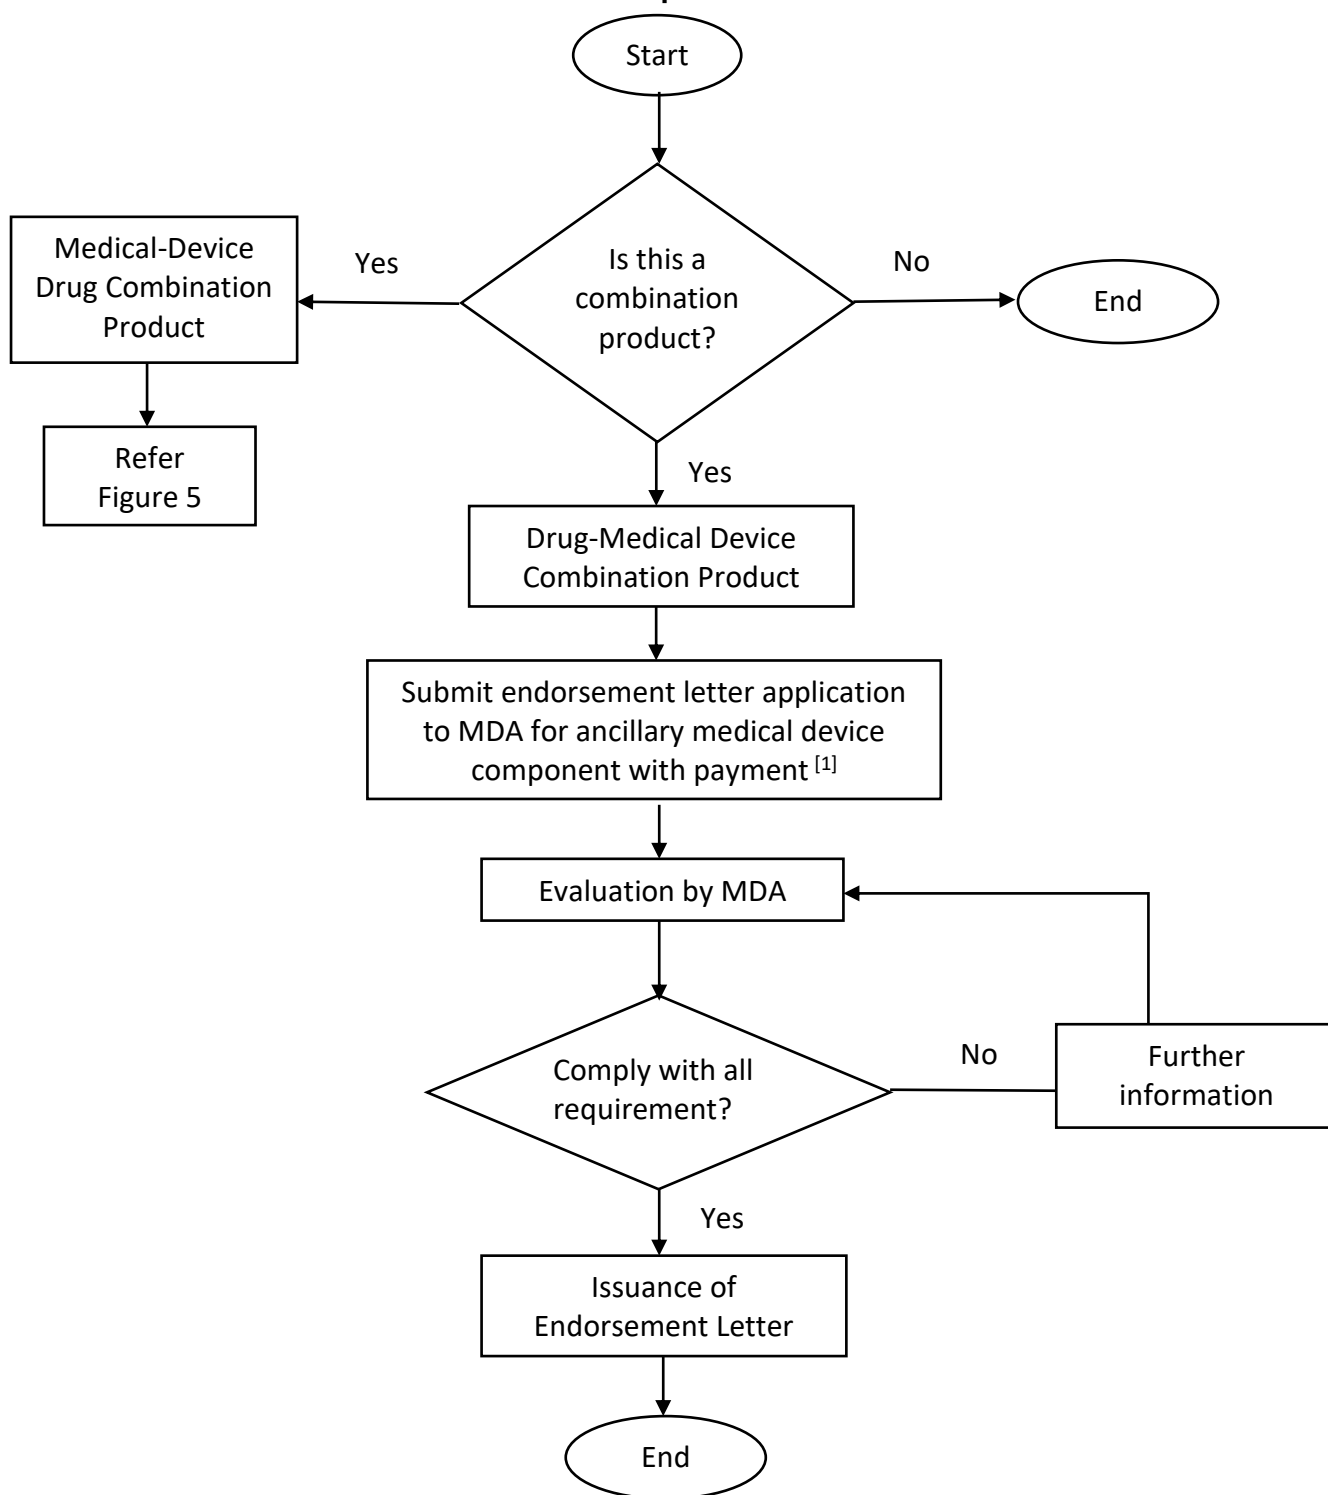 Start
Is this a
combination
product?
Yes
No
Medical-Device
Drug Combination
Product
End
Refer
Figure 5
Yes
Drug-Medical Device
Combination Product
Submit endorsement letter application
to MDA for ancillary medical device
component with payment [1]
Evaluation by MDA
Comply with all
requirement?
No
Further
information
Yes
Issuance of
Endorsement Letter
End